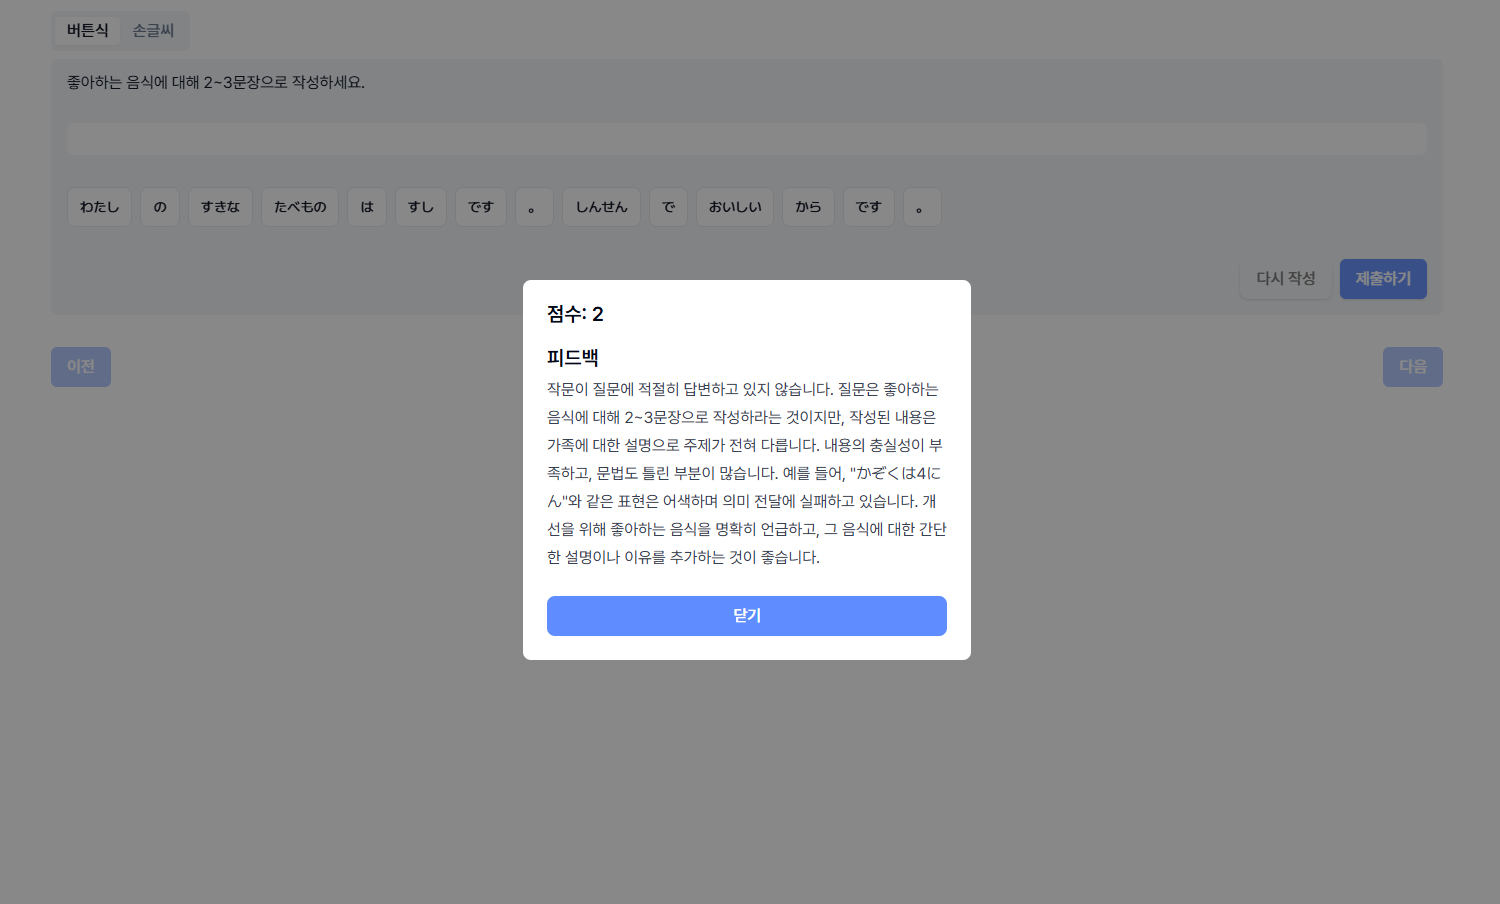 버튼식 손글씨
좋아하는 음식에 대해 2~3문장으로 작성하세요.
わたし の すきな たべもの は すし です 。 しんせん で おいしい から です 。
다시 작성 제출하기
점수: 2
피드백
작문이 질문에 적절히 답변하고 있지 않습니다. 질문은 좋아하는
음식에 대해 2~3문장으로 작성하라는 것이지만, 작성된 내용은
가족에 대한 설명으로 주제가 전혀 다릅니다. 내용의 충실성이 부
족하고, 문법도 틀린 부분이 많습니다. 예를 들어, "かぞくは4に
ん"와 같은 표현은 어색하며 의미 전달에 실패하고 있습니다. 개
선을 위해 좋아하는 음식을 명확히 언급하고, 그 음식에 대한 간단
한 설명이나 이유를 추가하는 것이 좋습니다.
닫기
이전 다음